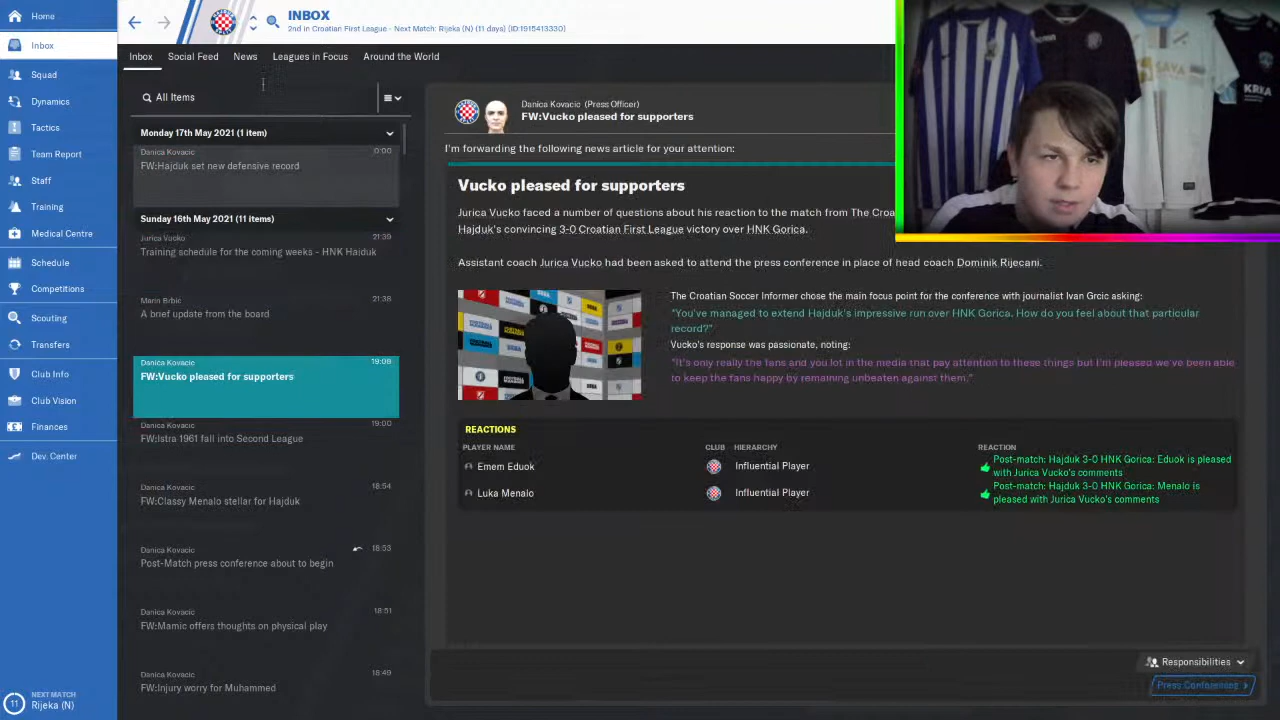 Home
Inbox
Squad
Dynamics
Tactics
Team Report
Staff
Training
Medical Centre
Schedule
Competitions
Scouting
Transfers
Club Info
Club Vision
Finances
Dev. Center
11
NEXT MATCH
Rijeka (N)
INBOX
2nd in Croatian First League - Next Match: Rijeka (N) (11 days) (ID:1915413330)
Inbox Social Feed News Leagues in Focus Around the World
All Items
Monday 17th May 2021 (1 item)
Danica Kovacic 0:00
FW:Hajduk set new defensive record
Sunday 16th May 2021 (11 items)
Jurica Vucko 21:39
Training schedule for the coming weeks - HNK Hajduk
Marin Brbic 21:38
A brief update from the board
Danica Kovacic 19:08
FW:Vucko pleased for supporters
Danica Kovacic 19:00
FW:Istra 1961 fall into Second League
Danica Kovacic 18:54
FW:Classy Menalo stellar for Hajduk
Danica Kovacic 18:53
Post-Match press conference about to begin
Danica Kovacic 18:51
FW:Mamic offers thoughts on physical play
Danica Kovacic 18:49
FW:Injury worry for Muhammed
Danica Kovacic (Press Officer)
FW:Vucko pleased for supporters
I'm forwarding the following news article for your attention:
Vucko pleased for supporters
Jurica Vucko faced a number of questions about his reaction to the match from The Croa
Hajduk's convincing 3-0 Croatian First League victory over HNK Gorica.
Assistant coach Jurica Vucko had been asked to attend the press conference in place of head coach Dominik Rijecani.
The Croatian Soccer Informer chose the main focus point for the conference with journalist Ivan Grcic asking:
"You've managed to extend Hajduk's impressive run over HNK Gorica. How do you feel about that particular
record?"
Vucko's response was passionate, noting:
"It's only really the fans and you lot in the media that pay attention to these things but I'm pleased we've been able
to keep the fans happy by remaining unbeaten against them."
REACTIONS
PLAYER NAME CLUB HIERARCHY REACTION
Emem Eduok Influential Player Post-match: Hajduk 3-0 HNK Gorica: Eduok is pleased
with Jurica Vucko's comments
Luka Menalo Influential Player Post-match: Hajduk 3-0 HNK Gorica: Menalo is
pleased with Jurica Vucko's comments
Responsibilities
Press Conferences
SAVA
KRKA